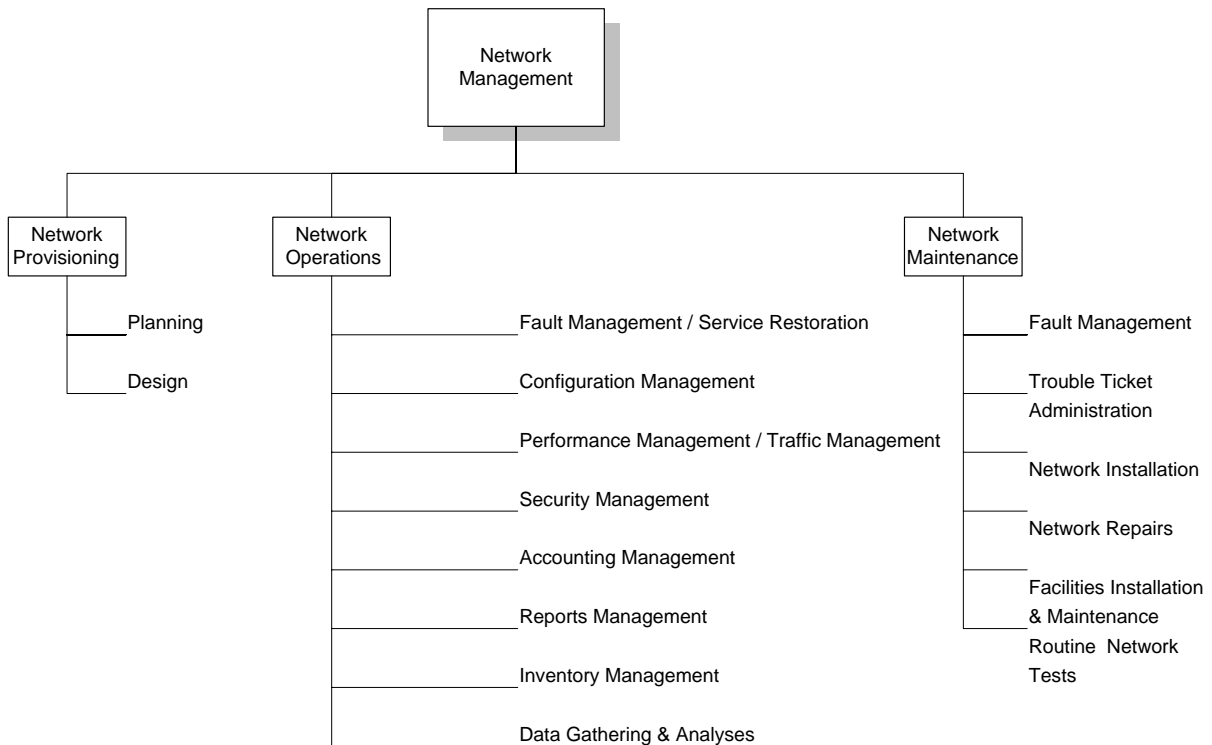 Network
Management
Network
Provisioning
Planning
Design
Network
Operations
Fault Management / Service Restoration
Configuration Management
Performance Management / Traffic Management
Security Management
Accounting Management
Reports Management
Inventory Management
Data Gathering & Analyses
Network
Maintenance
Fault Management
Trouble Ticket
Administration
Network Installation
Network Repairs
Facilities Installation
& Maintenance
Routine Network
Tests